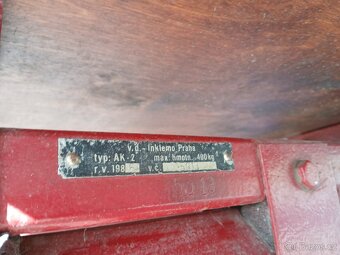 v.d.-Inklemo Praha
typ: AK-2 max. hmotn. 400kg
r.v. 198 v.č.